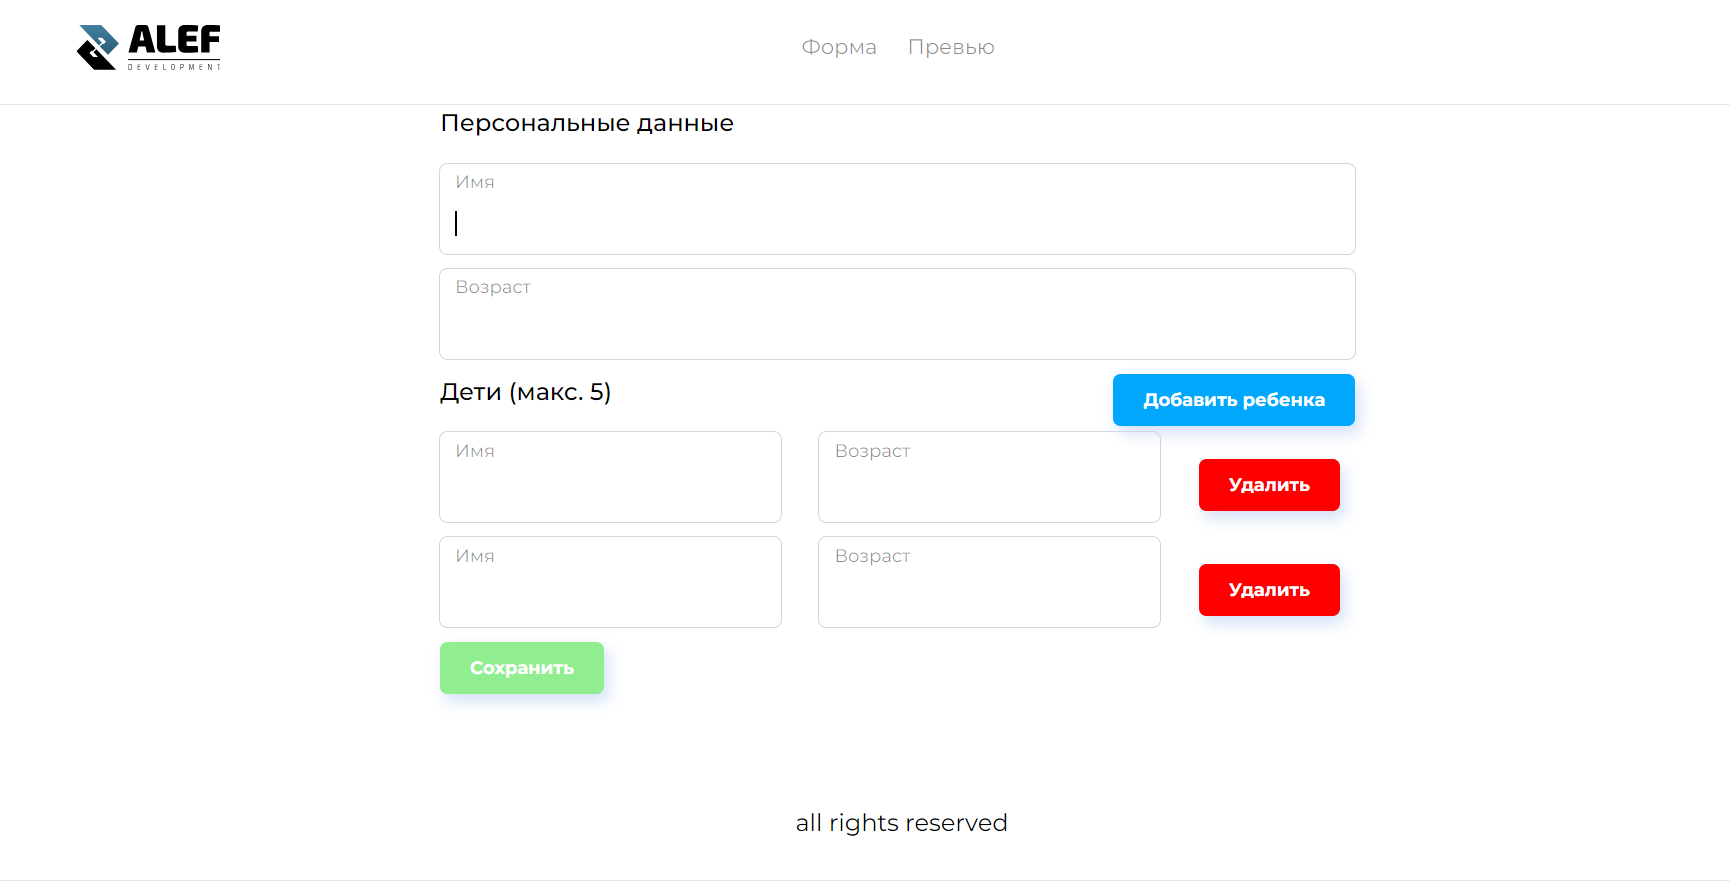 ALEF
DEVELOPMENT
Форма Превью
Персональные данные
Имя
Возраст
Дети (макс. 5)
Добавить ребенка
Имя Возраст
Удалить
Имя Возраст
Удалить
Сохранить
all rights reserved